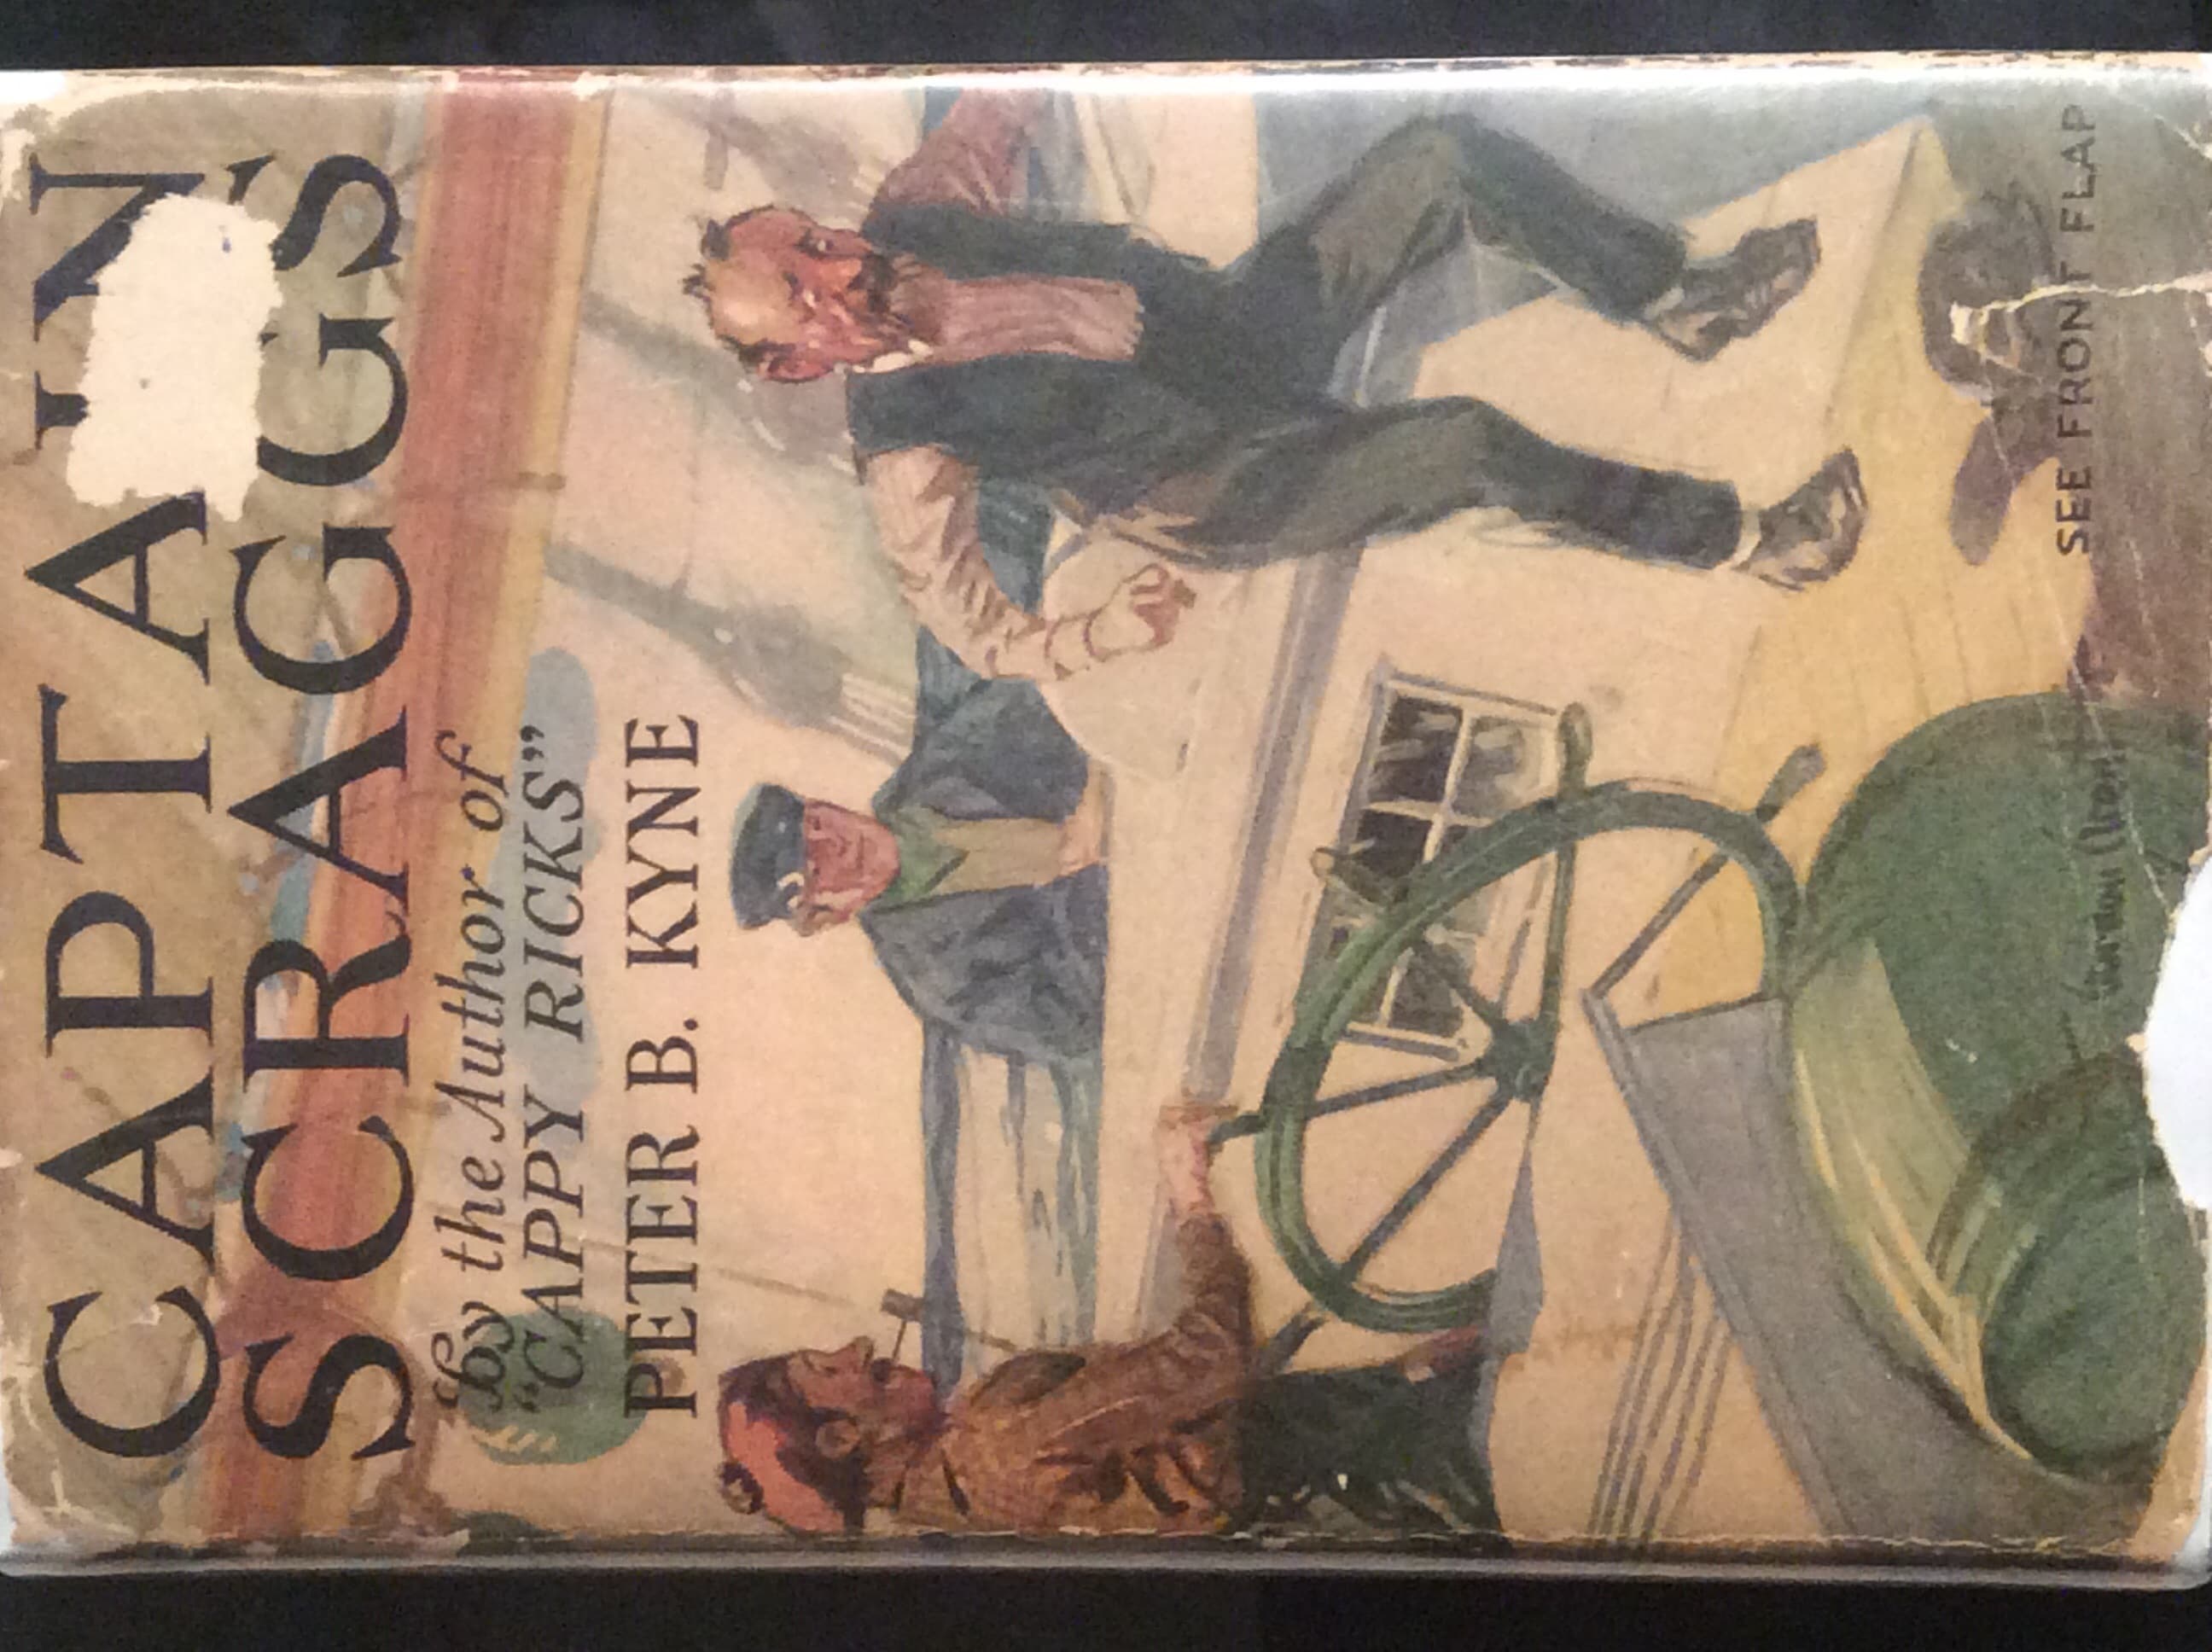 CAPTAIN
SCRAGGS
by the Author of
"CAPPY RICKS"
PETER B. KYNE
SEE FRONT FLAP